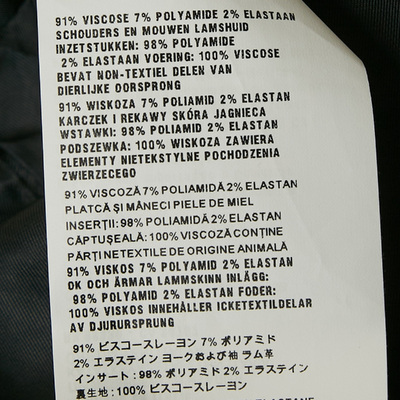 91% VISCOSE 7% POLYAMIDE 2% ELASTAAN
SCHOUDERS EN MOUWEN LAMSHUID
INZETSTUKKEN: 98% POLYAMIDE
2% ELASTAAN VOERING: 100% VISCOSE
BEVAT NON-TEXTIEL DELEN VAN
DIERLIJKE OORSPRONG
91% WISKOZA 7% POLIAMID 2% ELASTAN
KARCZEK I REKAWY SKÓRA JAGNIECA
WSTAWKI: 98% POLIAMID 2% ELASTAN
PODSZEWKA: 100% WISKOZA ZAWIERA
ELEMENTY NIETEKSTYLNE POCHODZENIA
ZWIERZECEGO
91% VISCOZĂ 7% POLIAMIDĂ 2% ELASTAN
PLATCĂ ŞI MÂNECI PIELE DE MIEL
INSERŢII: 98% POLIAMIDĂ 2% ELASTAN
CĂPTUŞEALĂ: 100% VISCOZĂ CONŢINE
PĂRŢI NETEXTILE DE ORIGINE ANIMALĂ
91% VISKOS 7% POLYAMID 2% ELASTAN
OK OCH ÄRMAR LAMMSKINN INLÄGG:
98% POLYAMID 2% ELASTAN FODER:
100% VISKOS INNEHÅLLER ICKETEXTILDELAR
AV DJURURSPRUNG
91% ビスコースレーヨン 7% ポリアミド
2% エラステイン ヨークおよび袖 ラム革
インサート: 98% ポリアミド 2% エラステイン
裏生地: 100% ビスコースレーヨン